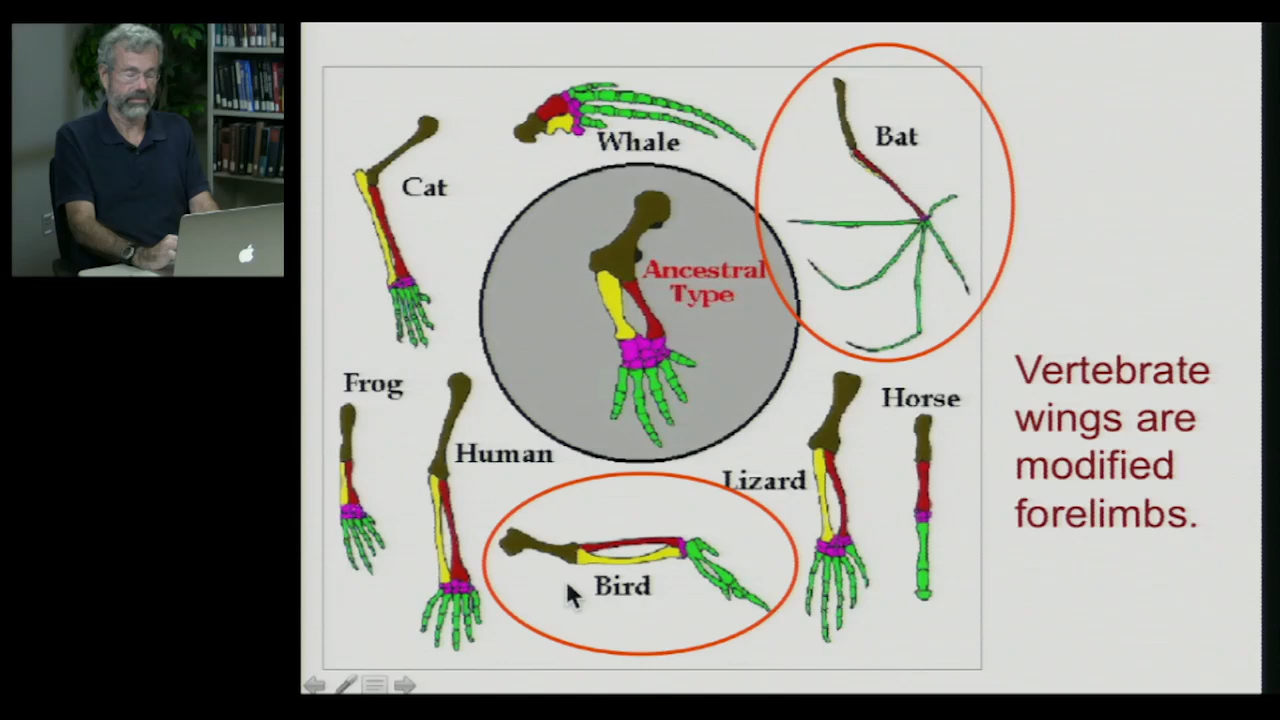 Whale
Bat
Cat
Ancestral
Type
Frog
Horse
Human
Lizard
Bird
Vertebrate
wings are
modified
forelimbs.